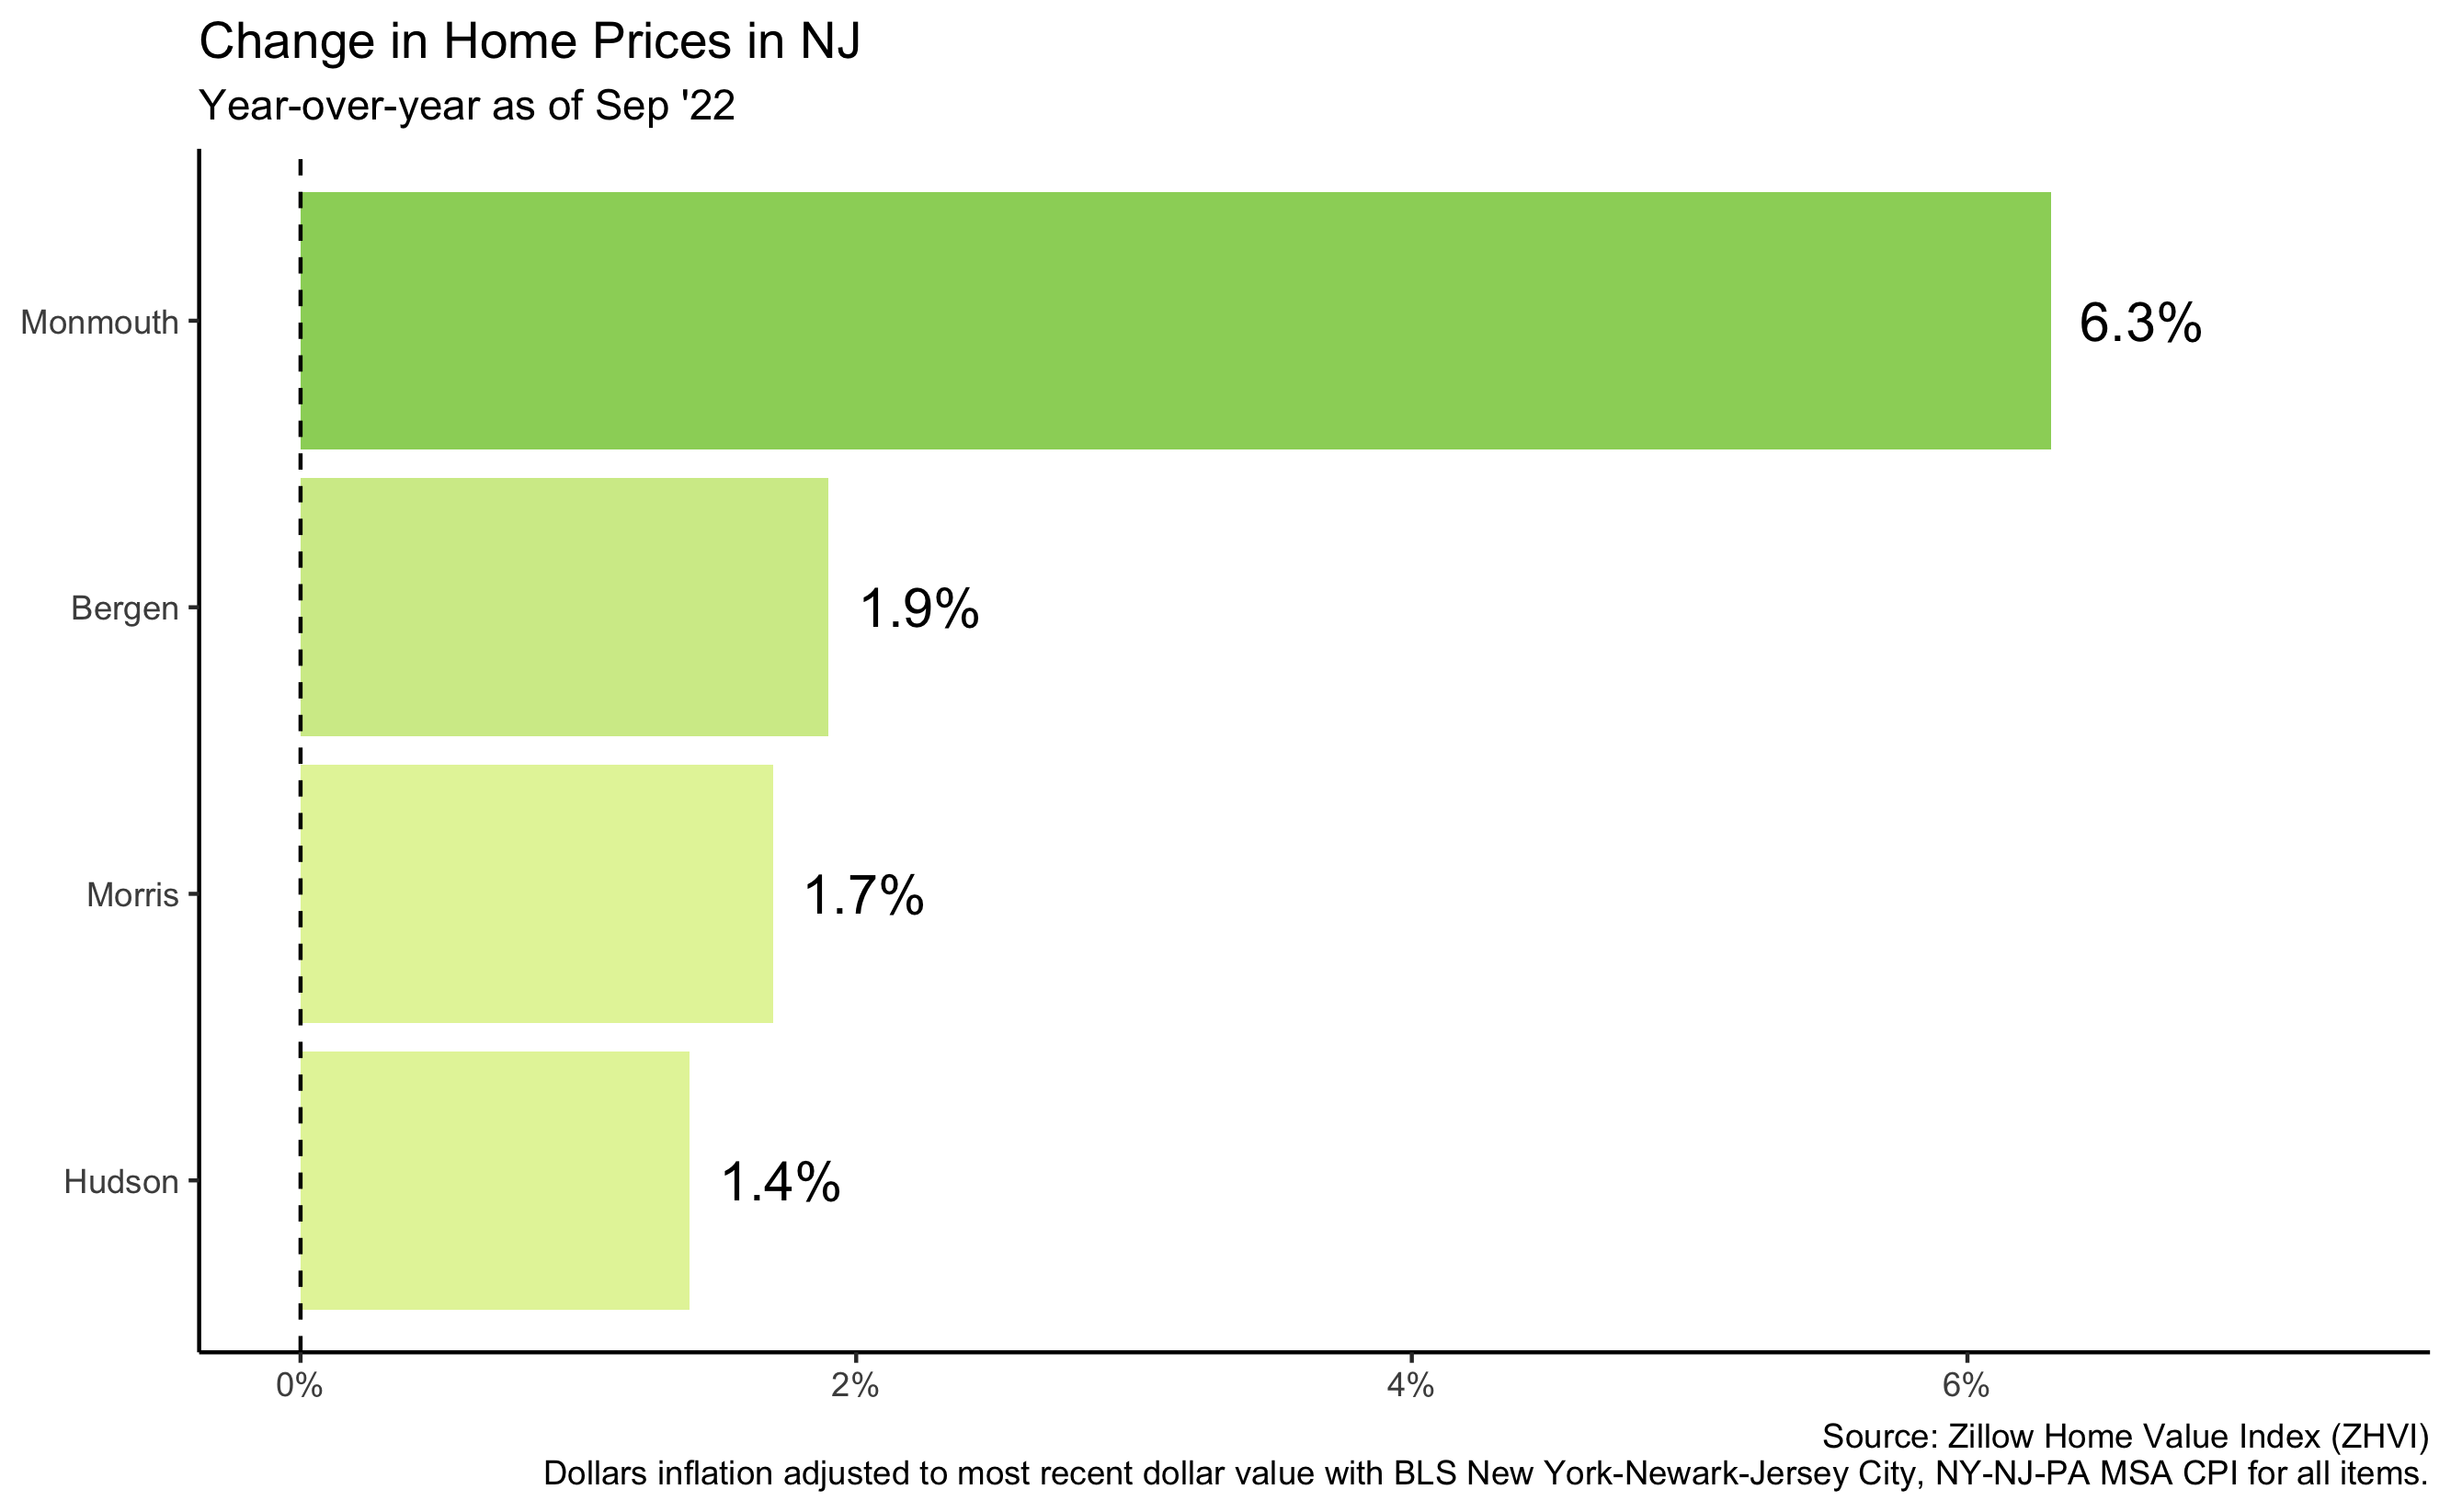 Change in Home Prices in NJ
Year-over-year as of Sep '22
Monmouth
6.3%
Bergen
1.9%
Morris
1.7%
Hudson
1.4%
0%
2%
4%
6%
Source: Zillow Home Value Index (ZHVI)
Dollars inflation adjusted to most recent dollar value with BLS New York-Newark-Jersey City, NY-NJ-PA MSA CPI for all items.